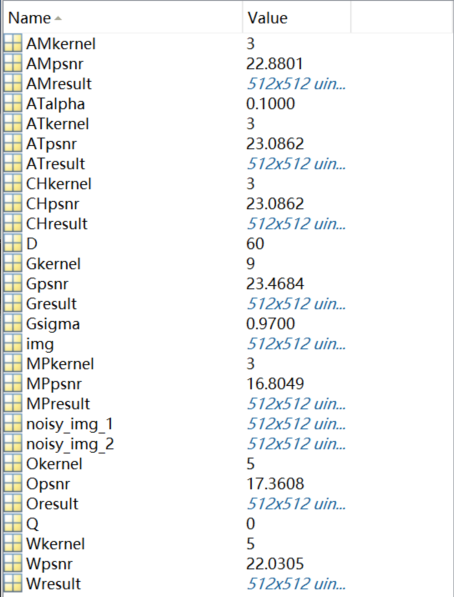 Name Value
AMkernel 3
AMpsnr 22.8801
AMresult 512x512 uin...
ATalpha 0.1000
ATkernel 3
ATpsnr 23.0862
ATresult 512x512 uin...
CHkernel 3
CHpsnr 23.0862
CHresult 512x512 uin...
D 60
Gkernel 9
Gpsnr 23.4684
Gresult 512x512 uin...
Gsigma 0.9700
img 512x512 uin...
MPkernel 3
MPpsnr 16.8049
MPresult 512x512 uin...
noisy_img_1 512x512 uin...
noisy_img_2 512x512 uin...
Okernel 5
Opsnr 17.3608
Oresult 512x512 uin...
Q 0
Wkernel 5
Wpsnr 22.0305
Wresult 512x512 uin...